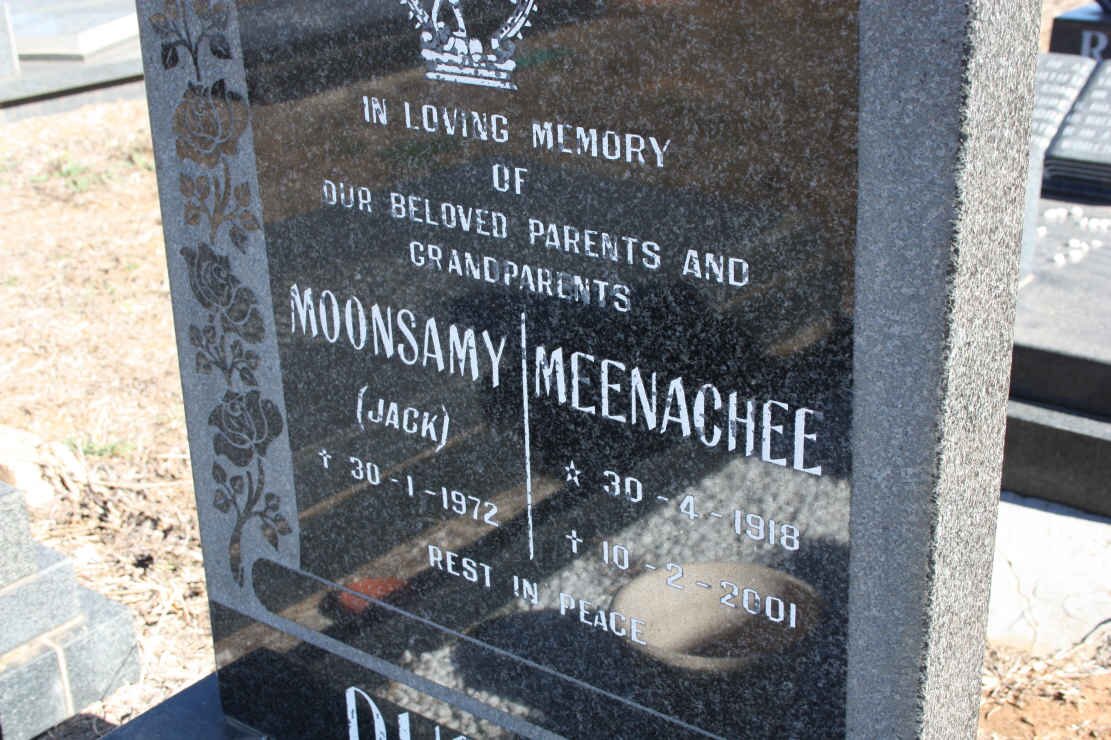 IN LOVING MEMORY
OF
OUR BELOVED PARENTS AND
GRANDPARENTS
MOONSAMY
(JACK)
✝ 30-1-1972
MEENACHEE
☆ 30-4-1918
✝ 10-2-2001
REST IN PEACE